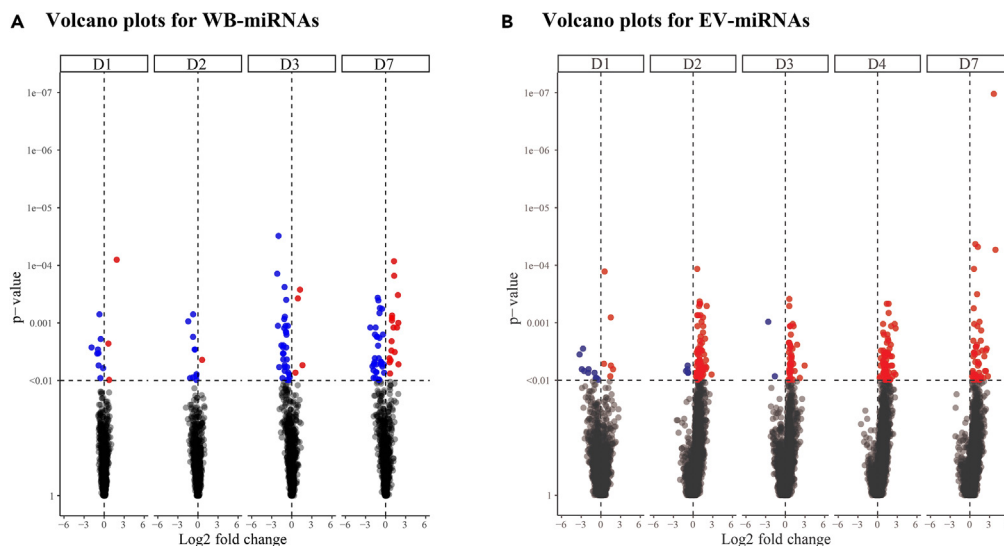 A Volcano plots for WB-miRNAs
D1 D2 D3 D7
1e-07
1e-06
1e-05
1e-04
0.001
<0.01
1
p-value
-6 -3 0 3 6 -6 -3 0 3 6 -6 -3 0 3 6 -6 -3 0 3 6
Log2 fold change
B Volcano plots for EV-miRNAs
D1 D2 D3 D4 D7
1e-07
1e-06
1e-05
1e-04
0.001
<0.01
1
p-value
-6 -3 0 3 6 -6 -3 0 3 6 -6 -3 0 3 6 -6 -3 0 3 6 -6 -3 0 3
Log2 fold change